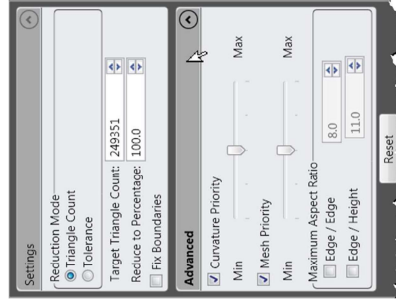 Settings
Reduction Mode
Triangle Count
Tolerance
Target Triangle Count: 249351
Reduce to Percentage: 100.0
Fix Boundaries
Advanced
Curvature Priority
Min Max
Mesh Priority
Min Max
Maximum Aspect Ratio
Edge / Edge 8.0
Edge / Height 11.0
Reset